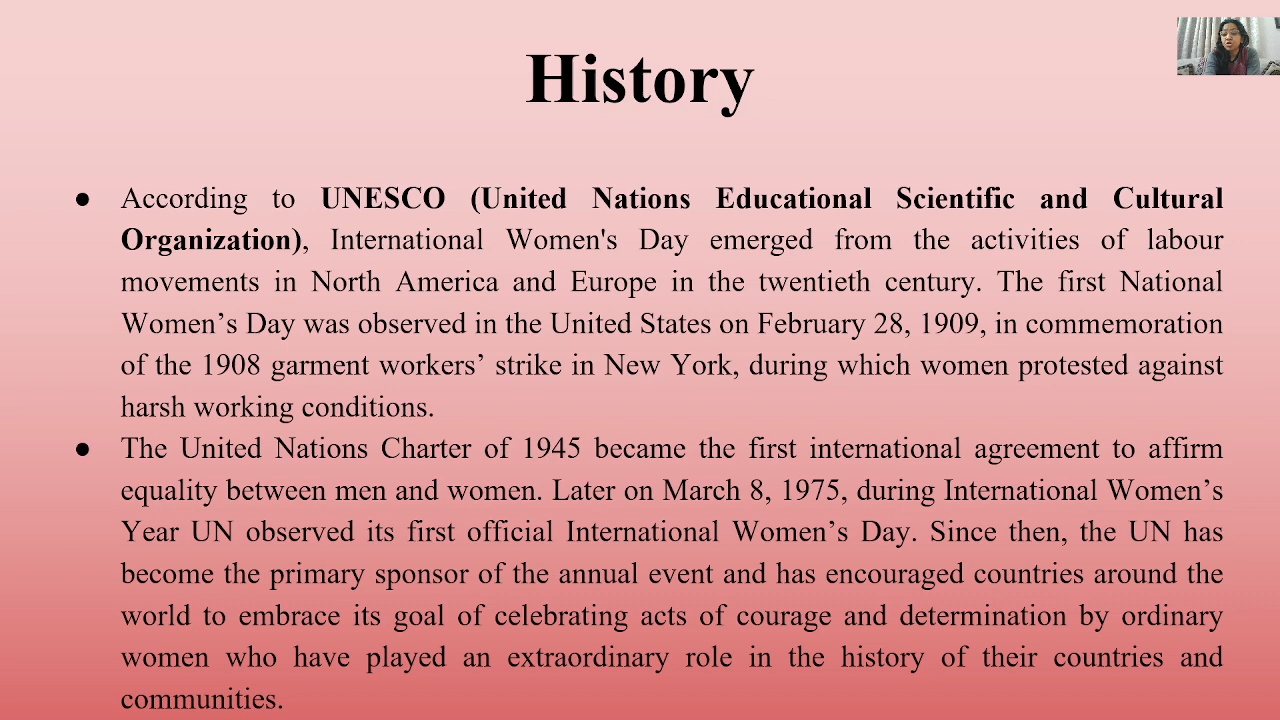 History
● According to UNESCO (United Nations Educational Scientific and Cultural
Organization), International Women's Day emerged from the activities of labour
movements in North America and Europe in the twentieth century. The first National
Women’s Day was observed in the United States on February 28, 1909, in commemoration
of the 1908 garment workers’ strike in New York, during which women protested against
harsh working conditions.
● The United Nations Charter of 1945 became the first international agreement to affirm
equality between men and women. Later on March 8, 1975, during International Women’s
Year UN observed its first official International Women’s Day. Since then, the UN has
become the primary sponsor of the annual event and has encouraged countries around the
world to embrace its goal of celebrating acts of courage and determination by ordinary
women who have played an extraordinary role in the history of their countries and
communities.